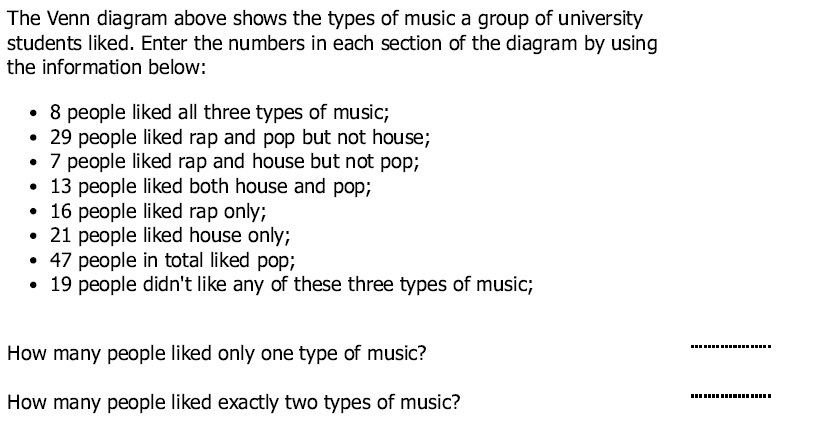 The Venn diagram above shows the types of music a group of university
students liked. Enter the numbers in each section of the diagram by using
the information below:
• 8 people liked all three types of music;
• 29 people liked rap and pop but not house;
• 7 people liked rap and house but not pop;
• 13 people liked both house and pop;
• 16 people liked rap only;
• 21 people liked house only;
• 47 people in total liked pop;
• 19 people didn't like any of these three types of music;
How many people liked only one type of music? ....................
How many people liked exactly two types of music? ....................